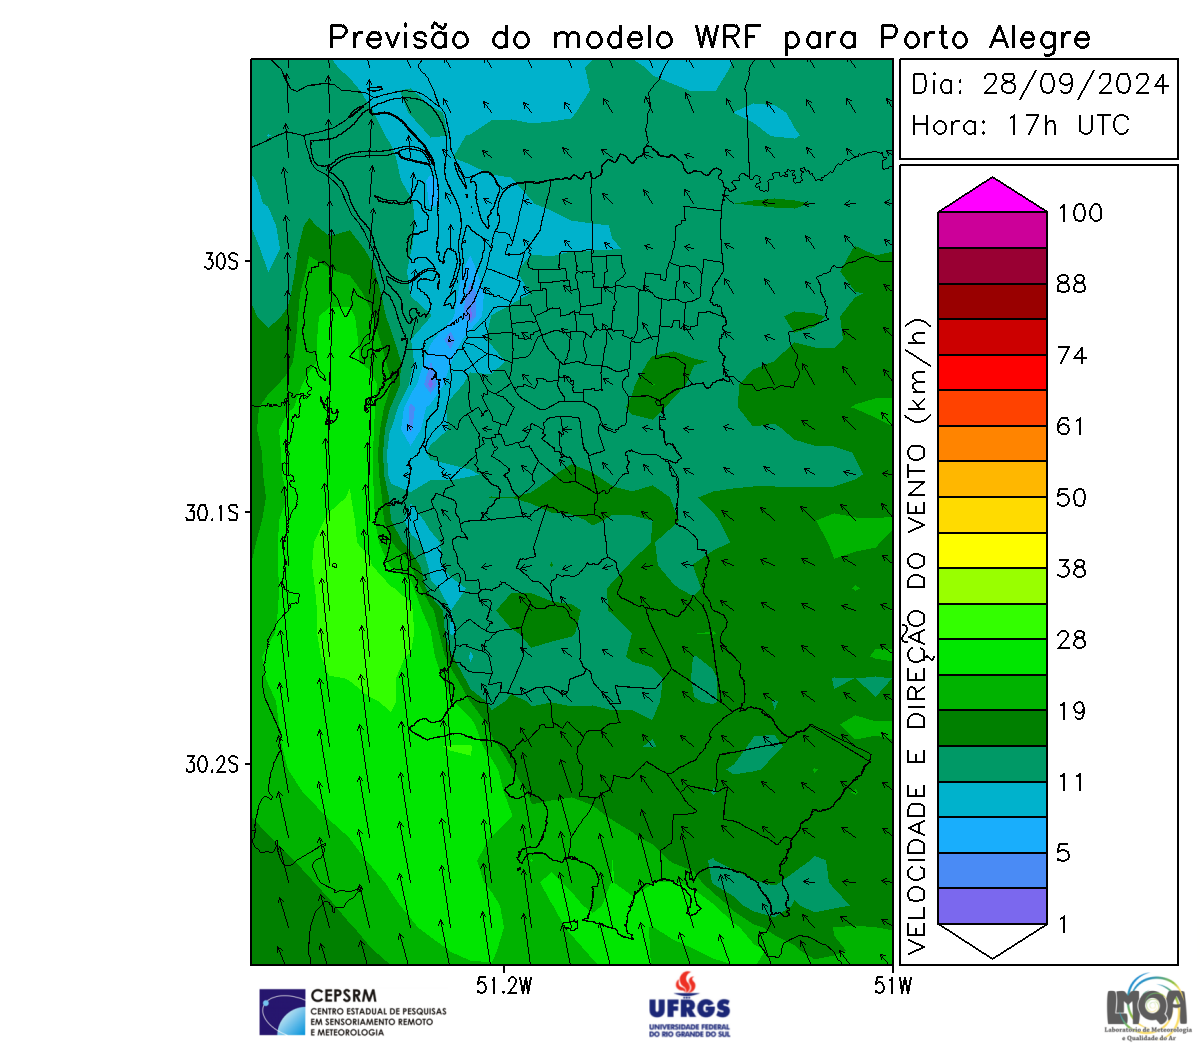 Previsão do modelo WRF para Porto Alegre
Dia: 28/09/2024
Hora: 17h UTC
100
88
74
61
50
38
28
19
11
5
1
VELOCIDADE E DIREÇÃO DO VENTO (km/h)
30S
30.1S
30.2S
51.2W
51W
CEPSRM
CENTRO ESTADUAL DE PESQUISAS
EM SENSORIAMENTO REMOTO
E METEOROLOGIA
UFRGS
UNIVERSIDADE FEDERAL
DO RIO GRANDE DO SUL
LMQA
Laboratório de Meteorologia
e Qualidade do Ar